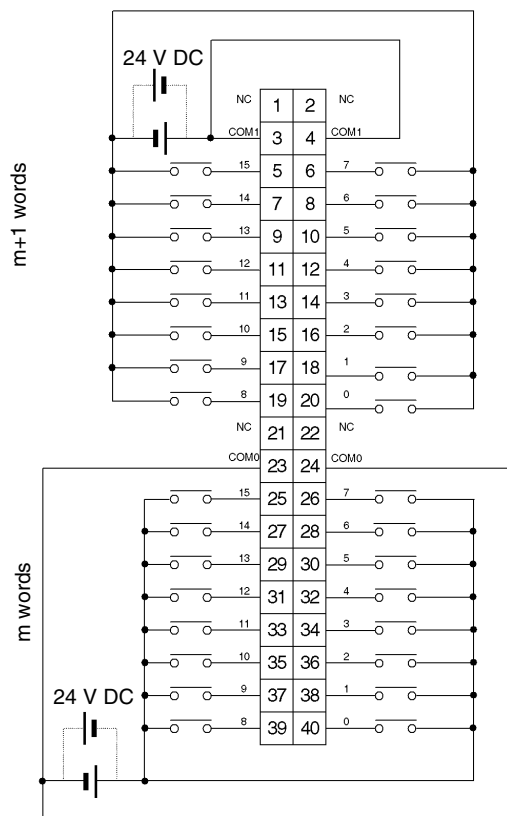 24 V DC
NC 1 2 NC
COM1 3 4 COM1
15 5 6 7
14 7 8 6
13 9 10 5
12 11 12 4
11 13 14 3
10 15 16 2
9 17 18 1
8 19 20 0
NC 21 22 NC
COM0 23 24 COM0
15 25 26 7
14 27 28 6
13 29 30 5
12 31 32 4
11 33 34 3
10 35 36 2
9 37 38 1
8 39 40 0
24 V DC
m+1 words
m words